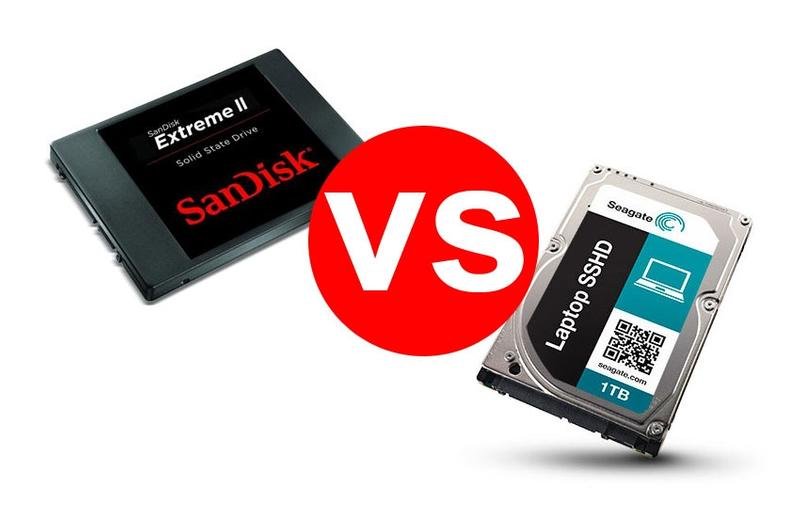 SanDisk
Extreme II
Solid State Drive
SanDisk
VS
Seagate
Laptop SSHD
seagate.com
1TB